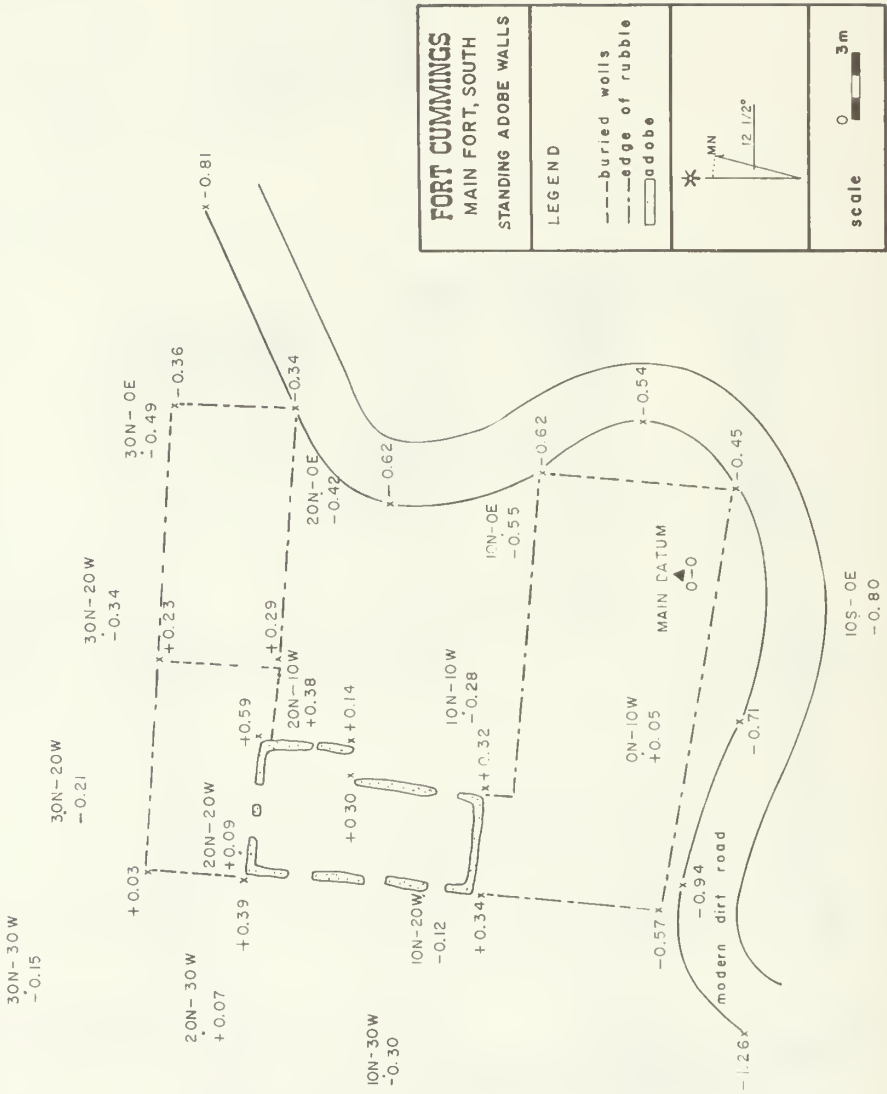 FORT CUMMINGS
MAIN FORT, SOUTH
STANDING ADOBE WALLS
LEGEND
buried walls
edge of rubble
adobe
MN
12 1/2°
scale
0 3m
-0.81
30N-30W
-0.15
30N-20W
-0.21
30N-20W
-0.34
30N-0E
-0.49
-0.36
+0.03
+0.23
-0.34
20N-30W
+0.07
+0.39
20N-20W
+0.09
+0.59
20N-10W
+0.38
+0.29
20N-0E
-0.42
+0.14
+0.30
-0.62
10N-30W
-0.30
10N-20W
-0.12
+0.34
10N-10W
-0.28
+0.32
10N-0E
-0.55
-0.62
-0.54
-0.45
MAIN DATUM
0-0
0N-10W
+0.05
-0.57
-0.94
-0.71
modern dirt road
-1.26
10S-0E
-0.80